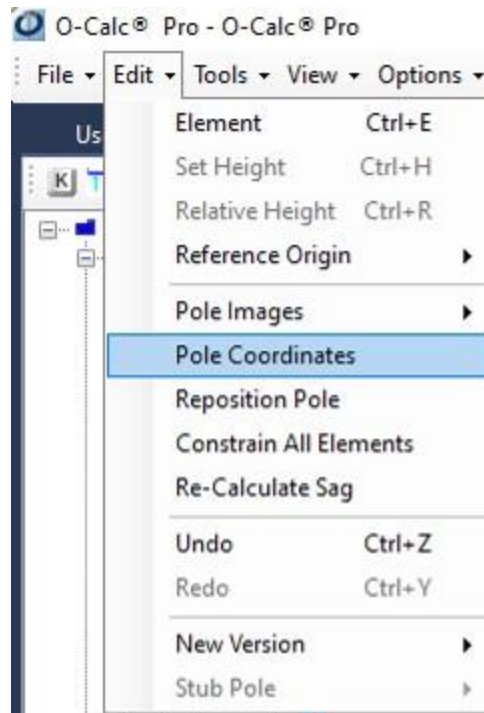 O-Calc® Pro - O-Calc® Pro
File Edit Tools View Options
Us
K
Element Ctrl+E
Set Height Ctrl+H
Relative Height Ctrl+R
Reference Origin
Pole Images
Pole Coordinates
Reposition Pole
Constrain All Elements
Re-Calculate Sag
Undo Ctrl+Z
Redo Ctrl+Y
New Version
Stub Pole